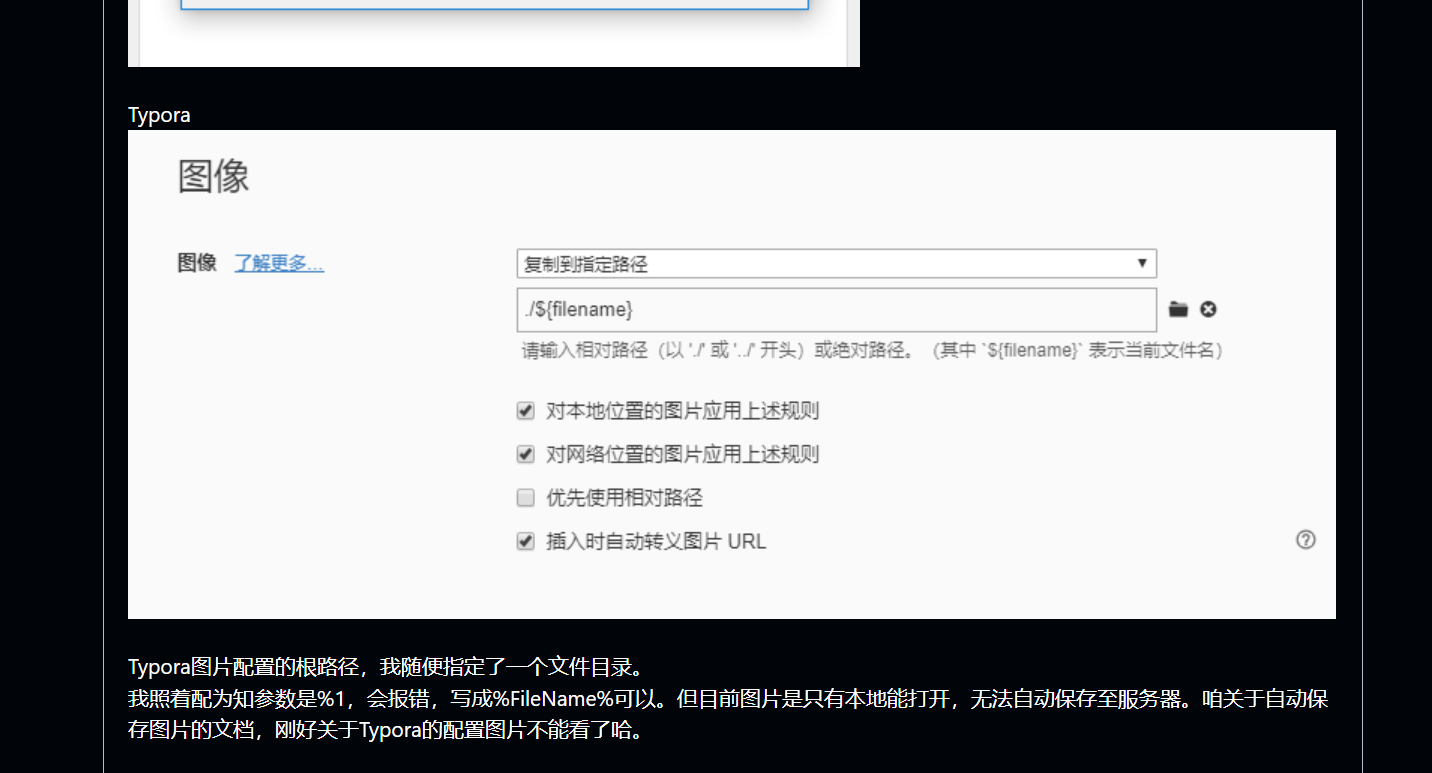 Typora
图像
图像 了解更多...
复制到指定路径
./${filename}
请输入相对路径（以 './' 或 '../' 开头）或绝对路径。（其中 `${filename}` 表示当前文件名）
对本地位置的图片应用上述规则
对网络位置的图片应用上述规则
优先使用相对路径
插入时自动转义图片 URL
Typora图片配置的根路径，我随便指定了一个文件目录。
我照着配为知参数是%1，会报错，写成%FileName%可以。但目前图片是只有本地能打开，无法自动保存至服务器。咱关于自动保
存图片的文档，刚好关于Typora的配置图片不能看了哈。